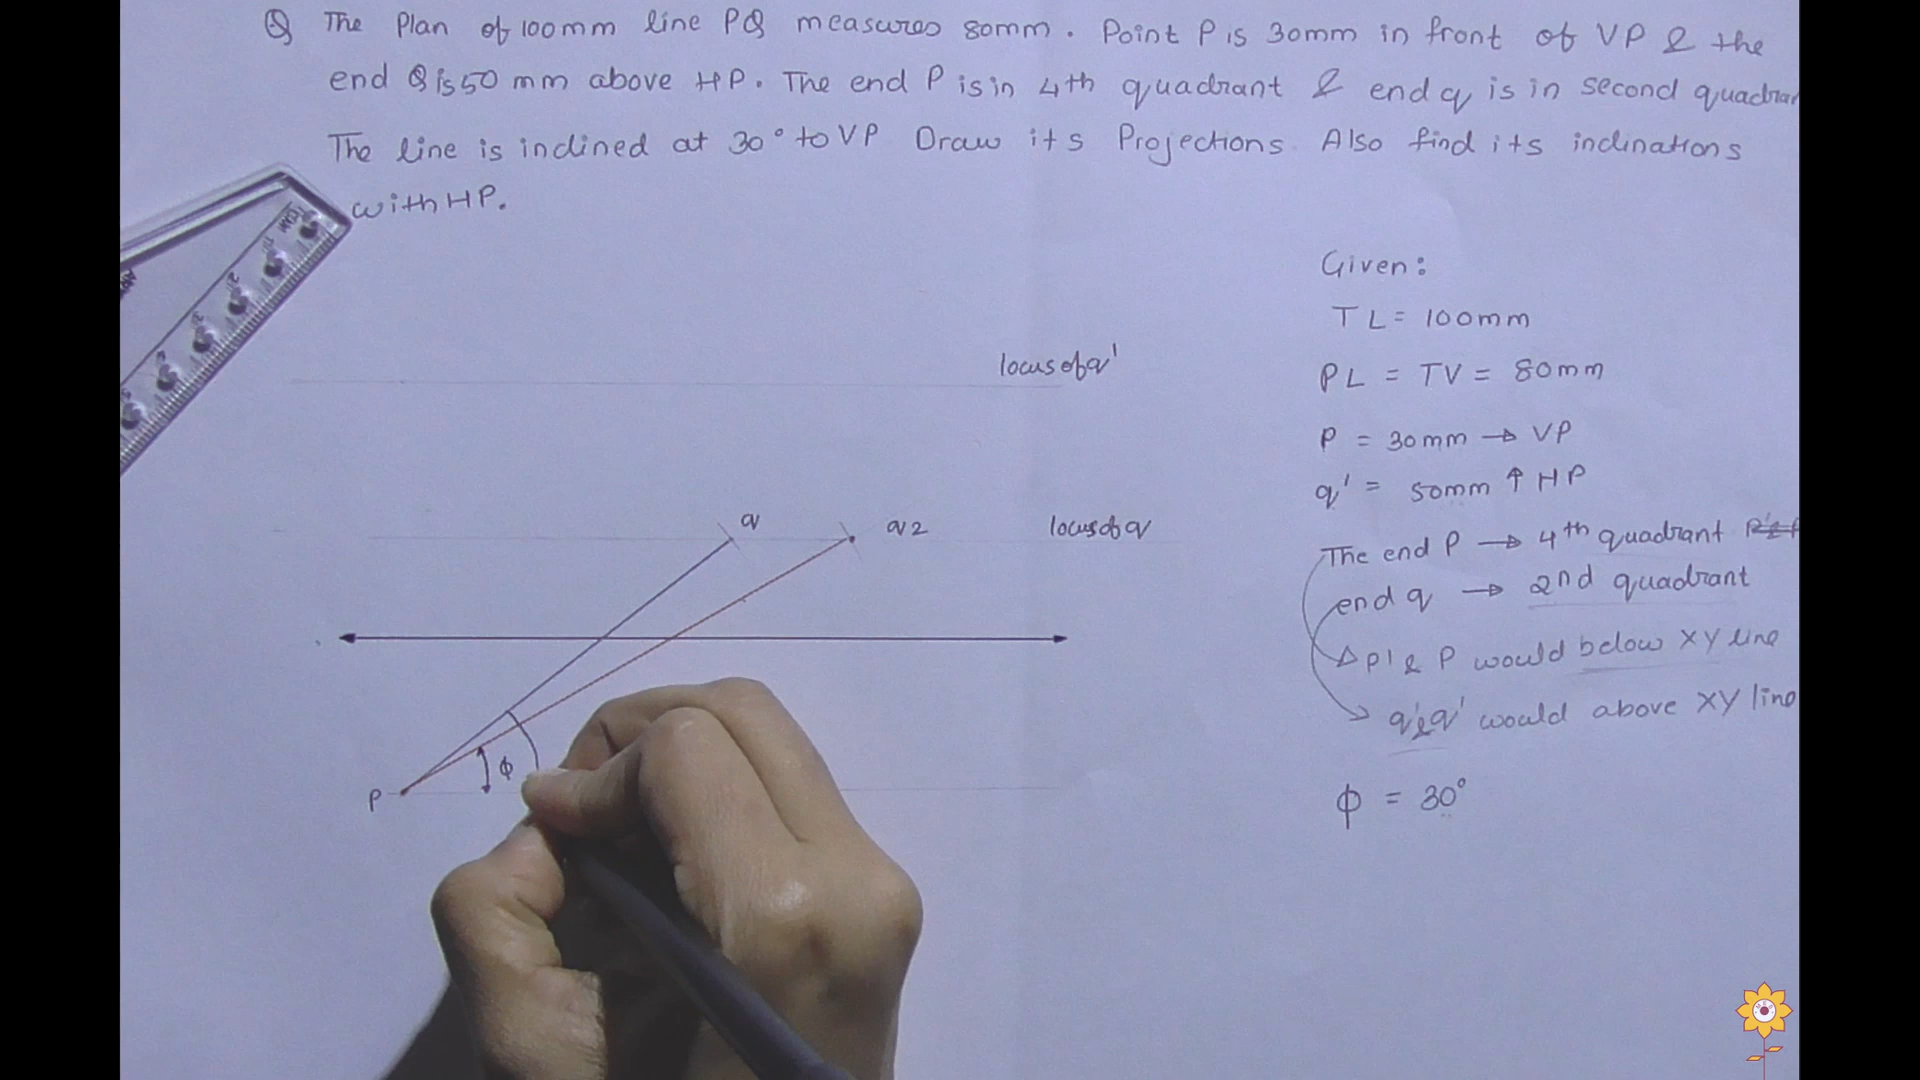 Q The Plan of 100mm line PQ measures 80mm. Point P is 30mm in front of VP & the
end Q is 50 mm above HP. The end P is in 4th quadrant & end q is in second quadran
The line is inclined at 30° to VP Draw its Projections. Also find its inclinations
with HP.
Given:
TL = 100mm
PL = TV = 80mm
P = 30mm → VP
q' = 50mm ↑ HP
The end P → 4th quadrant
end q → 2nd quadrant
p' & P would below XY line
q & q' would above XY line
ϕ = 30°
locus of q'
q
q2
locus of q
ϕ
P